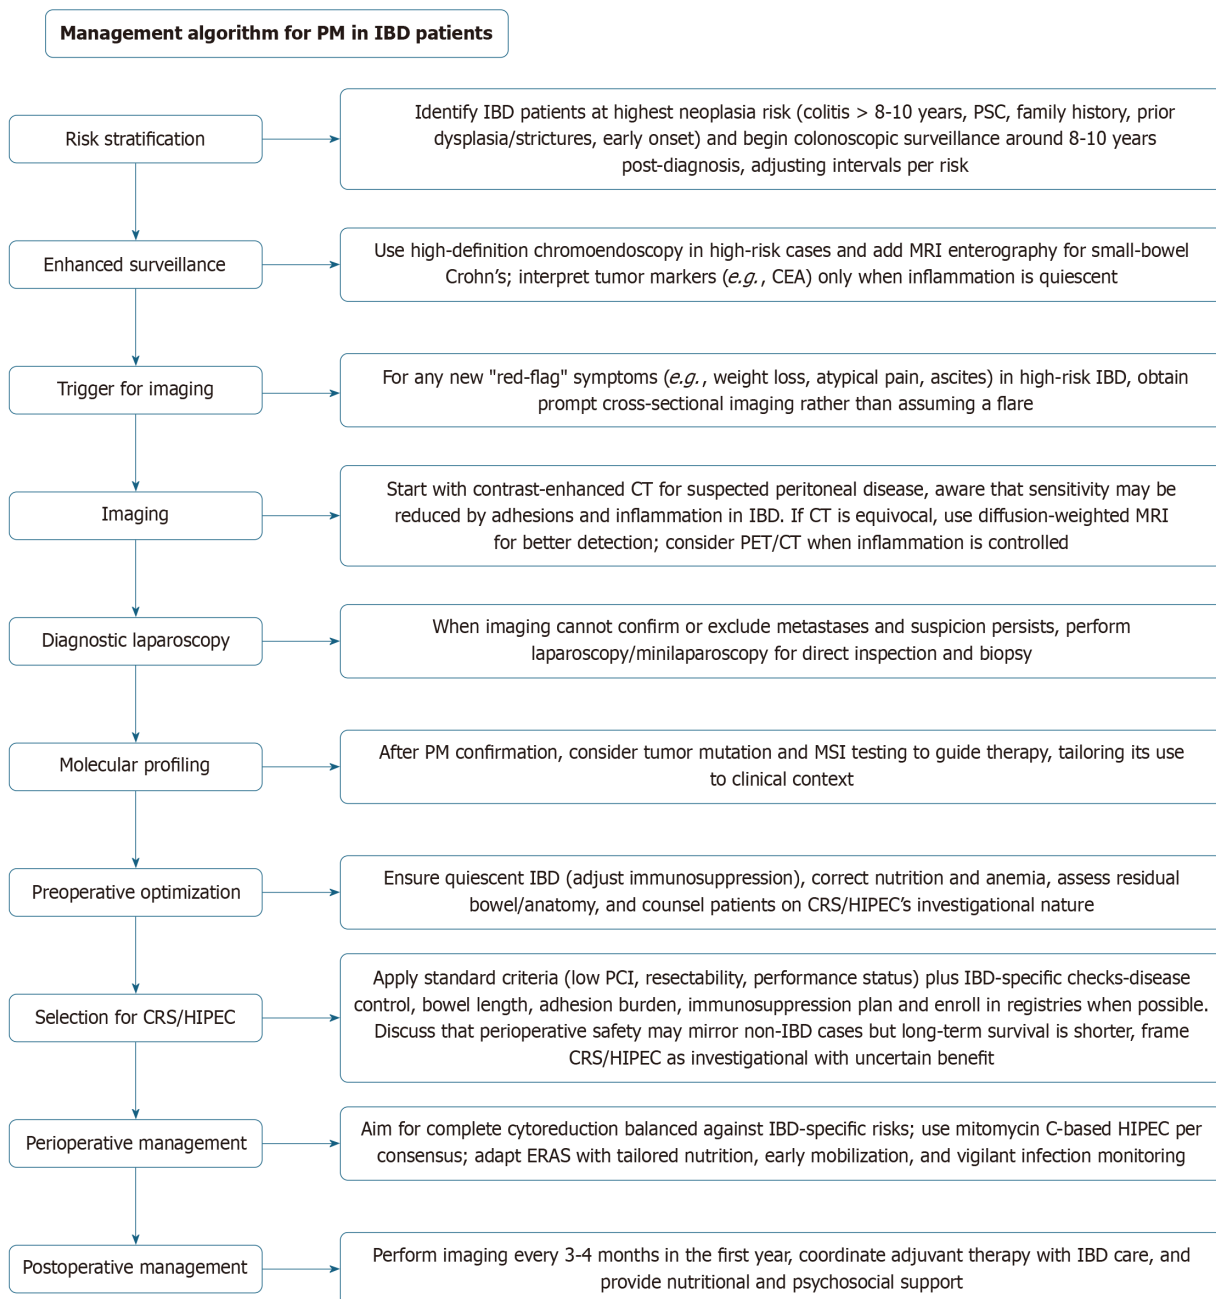 Management algorithm for PM in IBD patients
Risk stratification
Identify IBD patients at highest neoplasia risk (colitis > 8-10 years, PSC, family history, prior
dysplasia/strictures, early onset) and begin colonoscopic surveillance around 8-10 years
post-diagnosis, adjusting intervals per risk
Enhanced surveillance
Use high-definition chromoendoscopy in high-risk cases and add MRI enterography for small-bowel
Crohn's; interpret tumor markers (e.g., CEA) only when inflammation is quiescent
Trigger for imaging
For any new "red-flag" symptoms (e.g., weight loss, atypical pain, ascites) in high-risk IBD, obtain
prompt cross-sectional imaging rather than assuming a flare
Imaging
Start with contrast-enhanced CT for suspected peritoneal disease, aware that sensitivity may be
reduced by adhesions and inflammation in IBD. If CT is equivocal, use diffusion-weighted MRI
for better detection; consider PET/CT when inflammation is controlled
Diagnostic laparoscopy
When imaging cannot confirm or exclude metastases and suspicion persists, perform
laparoscopy/minilaparoscopy for direct inspection and biopsy
Molecular profiling
After PM confirmation, consider tumor mutation and MSI testing to guide therapy, tailoring its use
to clinical context
Preoperative optimization
Ensure quiescent IBD (adjust immunosuppression), correct nutrition and anemia, assess residual
bowel/anatomy, and counsel patients on CRS/HIPEC's investigational nature
Selection for CRS/HIPEC
Apply standard criteria (low PCI, resectability, performance status) plus IBD-specific checks-disease
control, bowel length, adhesion burden, immunosuppression plan and enroll in registries when possible.
Discuss that perioperative safety may mirror non-IBD cases but long-term survival is shorter, frame
CRS/HIPEC as investigational with uncertain benefit
Perioperative management
Aim for complete cytoreduction balanced against IBD-specific risks; use mitomycin C-based HIPEC per
consensus; adapt ERAS with tailored nutrition, early mobilization, and vigilant infection monitoring
Postoperative management
Perform imaging every 3-4 months in the first year, coordinate adjuvant therapy with IBD care, and
provide nutritional and psychosocial support